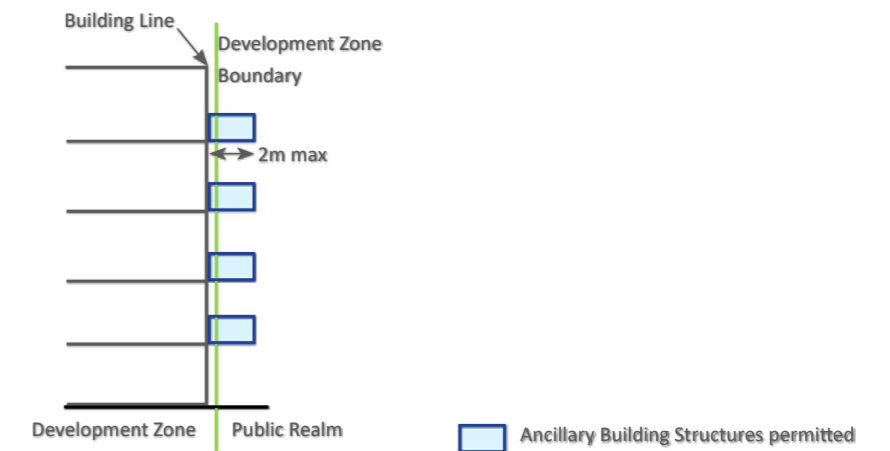 Building Line
Development Zone
Boundary
2m max
Development Zone
Public Realm
Ancillary Building Structures permitted